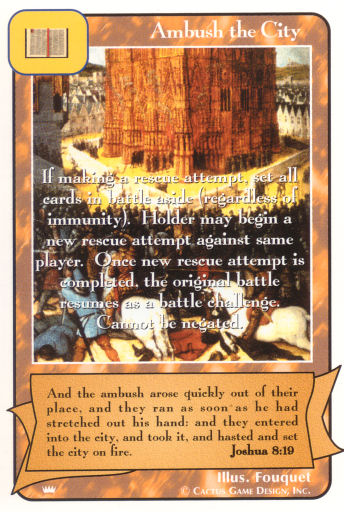 Ambush the City
If making a rescue attempt, set all
cards in battle aside (regardless of
immunity). Holder may begin a
new rescue attempt against same
player. Once new rescue attempt is
completed, the original battle
resumes as a battle challenge.
Cannot be negated.
And the ambush arose quickly out of their
place, and they ran as soon as he had
stretched out his hand: and they entered
into the city, and took it, and hasted and set
the city on fire. Joshua 8:19
Illus. Fouquet
© Cactus Game Design, Inc.